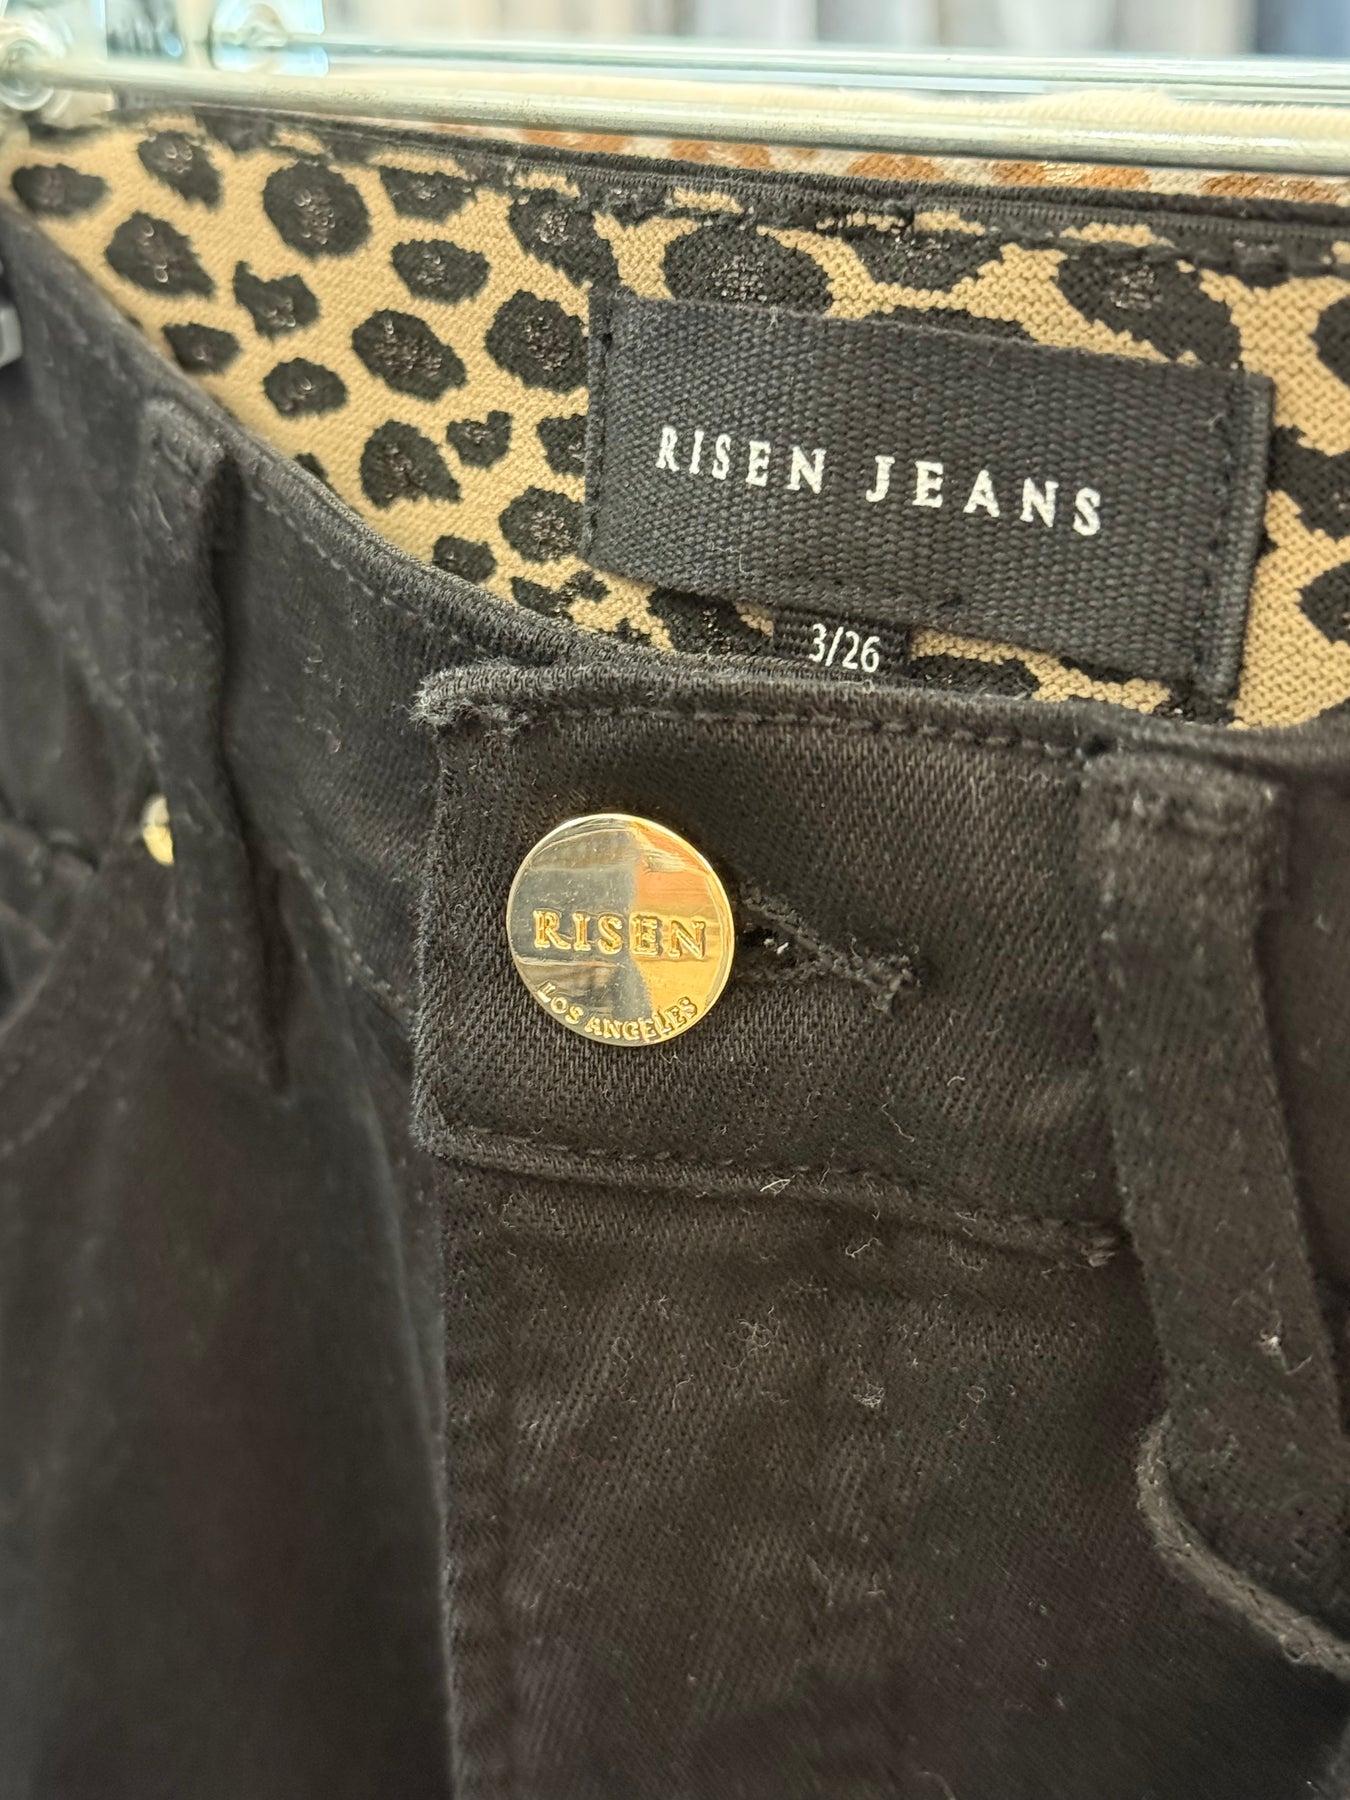 RISEN JEANS
3/26
RISEN
LOS ANGELES